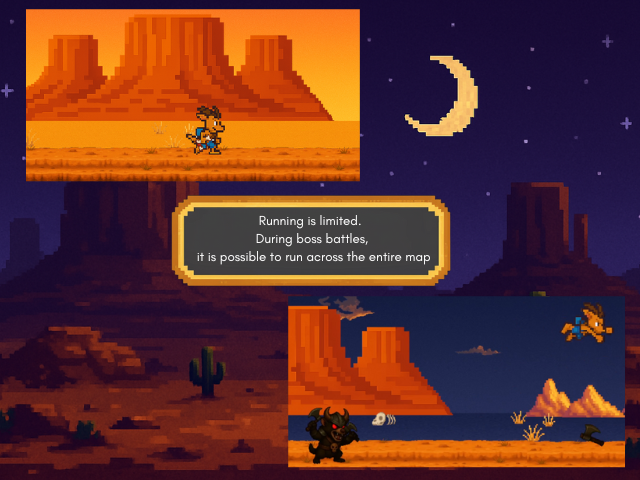 Running is limited.
During boss battles,
it is possible to run across the entire map